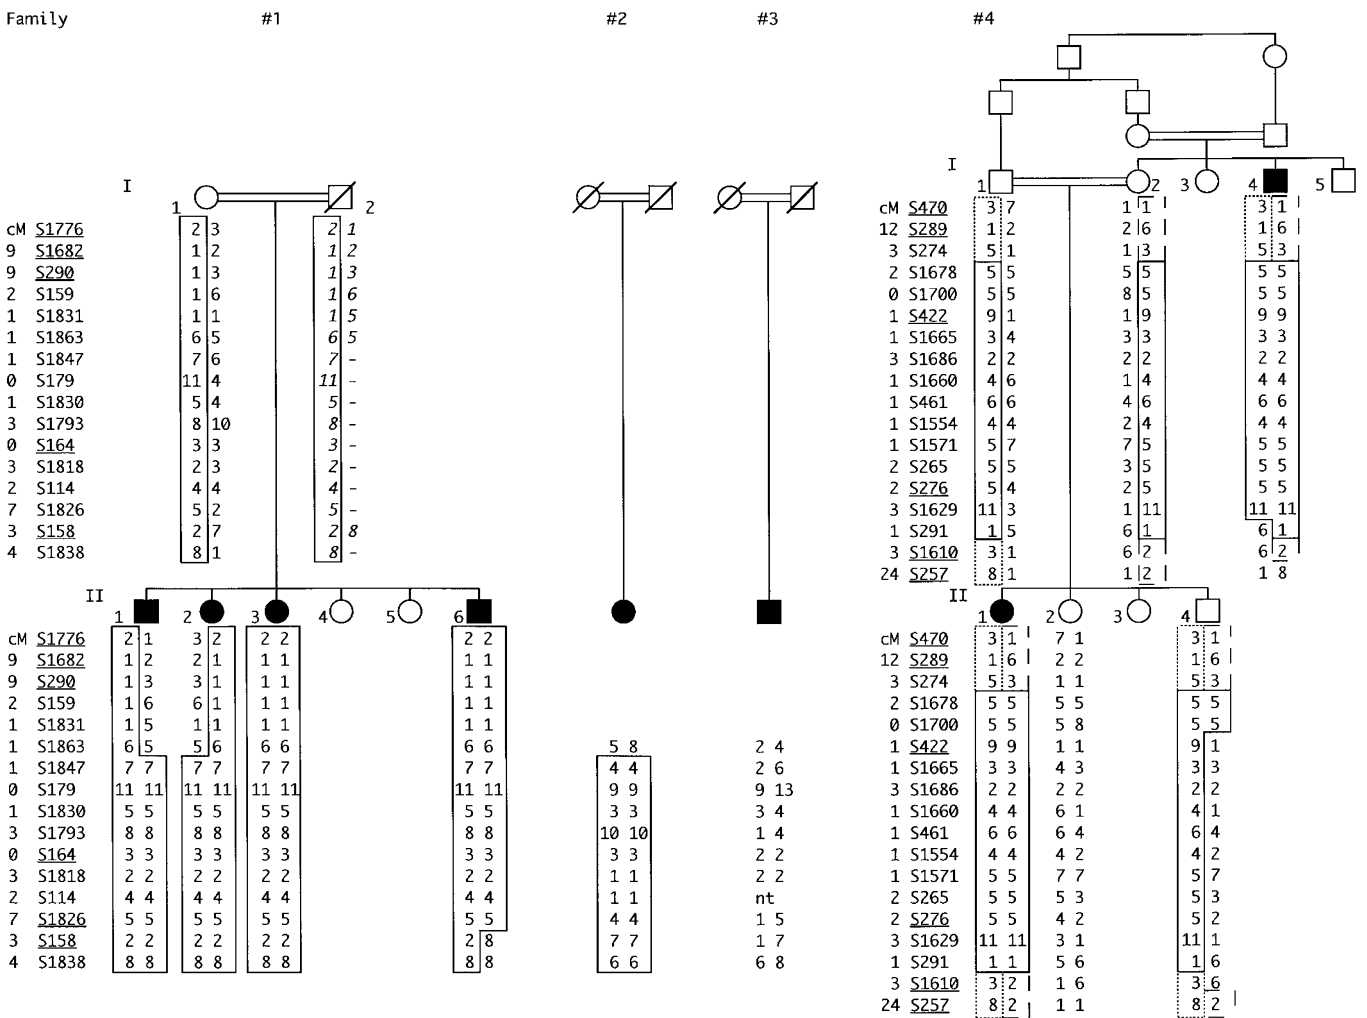 Family #1 #2 #3 #4
I
I
1 2 3 4 5
1 2
cM S470 3 7 1 1 3 1
cM S1776 2 3 2 1 12 S289 1 2 2 6 1 6
9 S1682 1 2 1 2 3 S274 5 1 1 3 5 3
9 S290 1 3 1 3 2 S1678 5 5 5 5 5 5
2 S159 1 6 1 6 0 S1700 5 5 8 5 5 5
1 S1831 1 1 1 5 1 S422 9 1 1 9 9 9
1 S1863 6 5 6 5 1 S1665 3 4 3 3 3 3
1 S1847 7 6 7 - 3 S1686 2 2 2 2 2 2
0 S179 11 4 11 - 1 S1660 4 6 1 4 4 4
1 S1830 5 4 5 - 1 S461 6 6 4 6 6 6
3 S1793 8 10 8 - 1 S1554 4 4 2 4 4 4
0 S164 3 3 3 - 1 S1571 5 7 7 5 5 5
3 S1818 2 3 2 - 2 S265 5 5 3 5 5 5
2 S114 4 4 4 - 2 S276 5 4 2 5 5 5
7 S1826 5 2 5 - 3 S1629 11 3 1 11 11 11
3 S158 2 7 2 8 1 S291 1 5 6 1 6 1
4 S1838 8 1 8 - 3 S1610 3 1 6 2 6 2
24 S257 8 1 1 2 1 8
II II
1 2 3 4 5 6 1 2 3 4
cM S1776 2 1 3 2 2 2 2 2 cM S470 3 1 7 1 3 1
9 S1682 1 2 2 1 1 1 1 1 12 S289 1 6 2 2 1 6
9 S290 1 3 3 1 1 1 1 1 3 S274 5 3 1 1 5 3
2 S159 1 6 6 1 1 1 1 1 2 S1678 5 5 5 5 5 5
1 S1831 1 5 1 1 1 1 1 1 0 S1700 5 5 5 8 5 5
1 S1863 6 5 5 6 6 6 6 6 5 8 2 4 1 S422 9 9 1 1 9 1
1 S1847 7 7 7 7 7 7 7 7 4 4 2 6 1 S1665 3 3 4 3 3 3
0 S179 11 11 11 11 11 11 11 11 9 9 9 13 3 S1686 2 2 2 2 2 2
1 S1830 5 5 5 5 5 5 5 5 3 3 3 4 1 S1660 4 4 6 1 4 1
3 S1793 8 8 8 8 8 8 8 8 10 10 1 4 1 S461 6 6 6 4 6 4
0 S164 3 3 3 3 3 3 3 3 3 3 2 2 1 S1554 4 4 4 2 4 2
3 S1818 2 2 2 2 2 2 2 2 1 1 2 2 1 S1571 5 5 7 7 5 7
2 S114 4 4 4 4 4 4 4 4 1 1 nt 2 S265 5 5 5 3 5 3
7 S1826 5 5 5 5 5 5 5 5 4 4 1 5 2 S276 5 5 4 2 5 2
3 S158 2 2 2 2 2 2 2 8 7 7 1 7 3 S1629 11 11 3 1 11 1
4 S1838 8 8 8 8 8 8 8 8 6 6 6 8 1 S291 1 1 5 6 1 6
3 S1610 3 2 1 6 3 6
24 S257 8 2 1 1 8 2